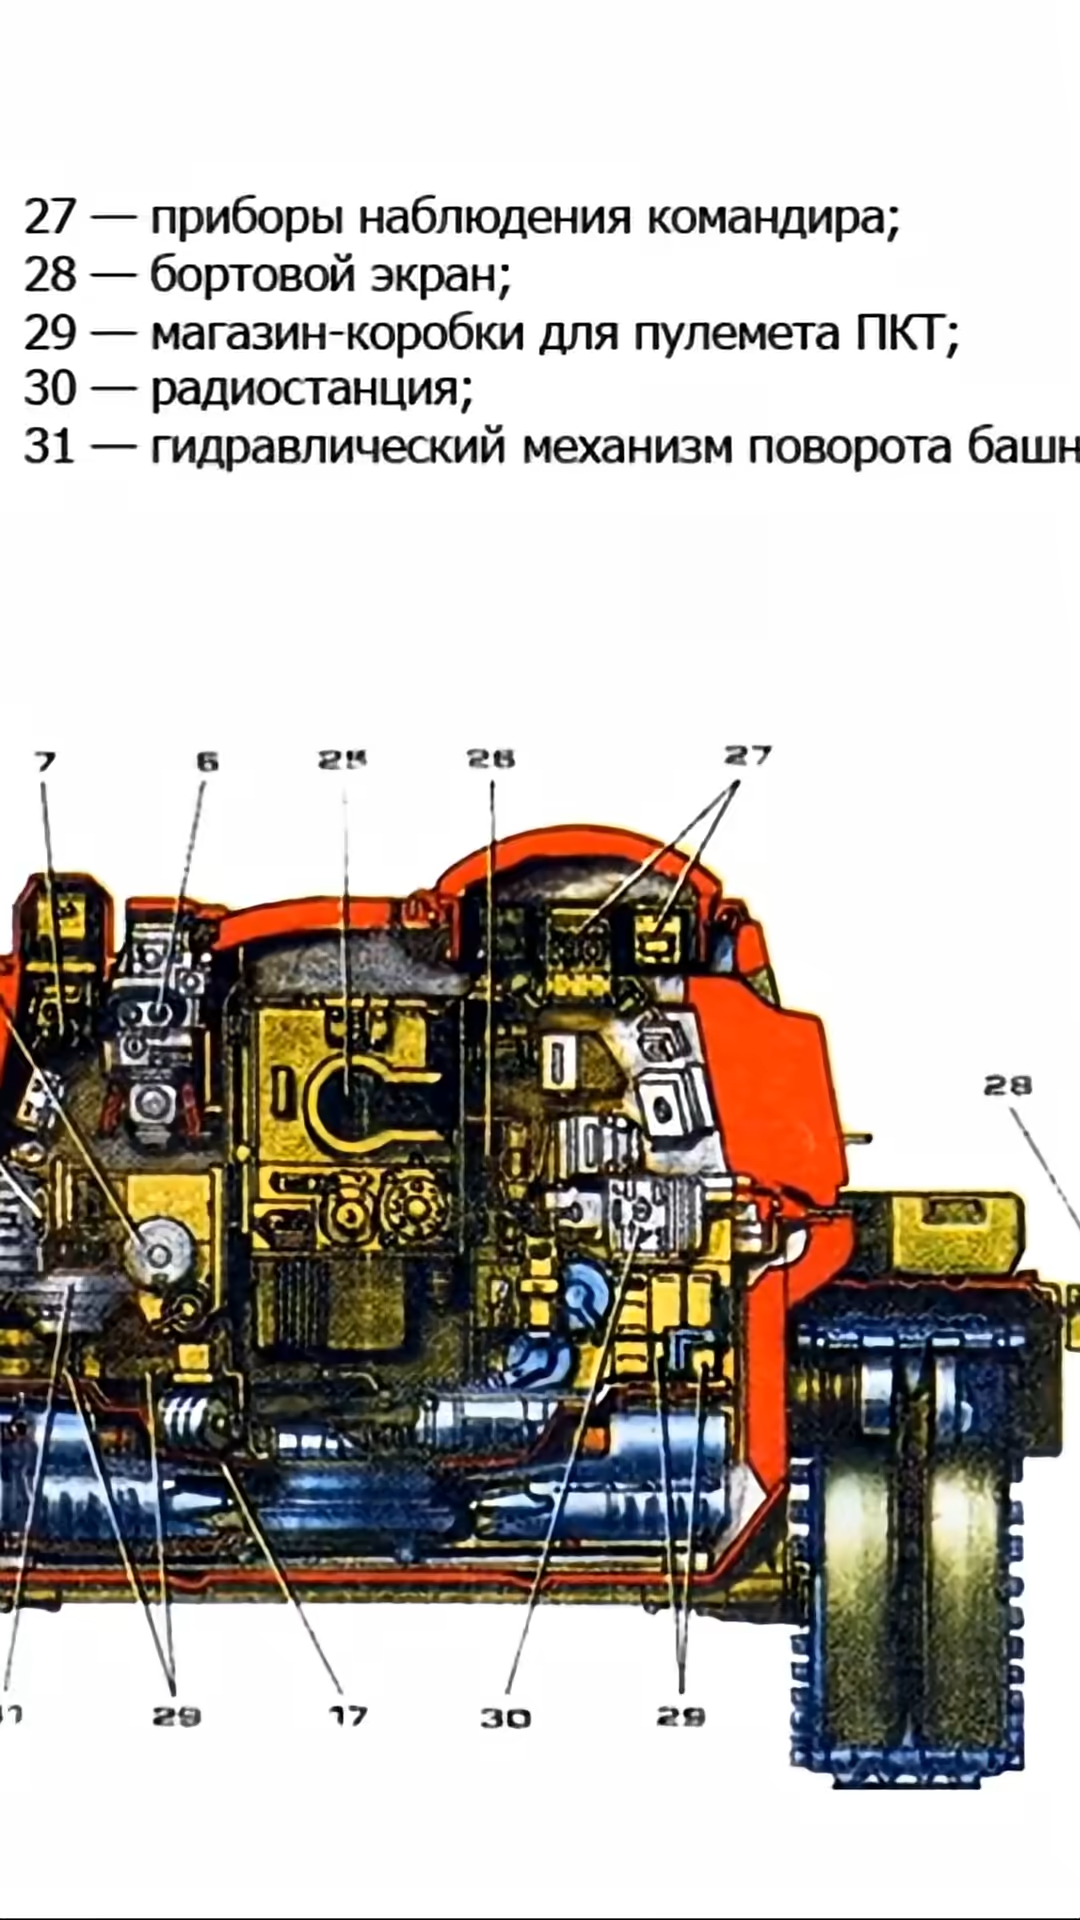 27 — приборы наблюдения командира;
28 — бортовой экран;
29 — магазин-коробки для пулемета ПКТ;
30 — радиостанция;
31 — гидравлический механизм поворота башн
7 6 25 26 27
28
29 17 30 29